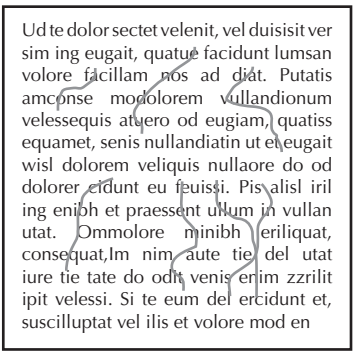 Ud te dolor sectet velenit, vel duisisit ver
sim ing eugait, quatue facidunt lumsan
volore facillam nos ad diat. Putatis
amconse modolorem vullandionum
velessequis atuero od eugiam, quatiss
equamet, senis nullandiatin ut et eugait
wisl dolorem veliquis nullaore do od
dolorer cidunt eu feuissi. Pis alisl iril
ing enibh et praessent ullum in vullan
utat. Ommolore minibh eriliquat,
consequat,Im nim aute tie del utat
iure tie tate do odit venis enim zzrilit
ipit velessi. Si te eum del ercidunt et,
suscilluptat vel ilis et volore mod en